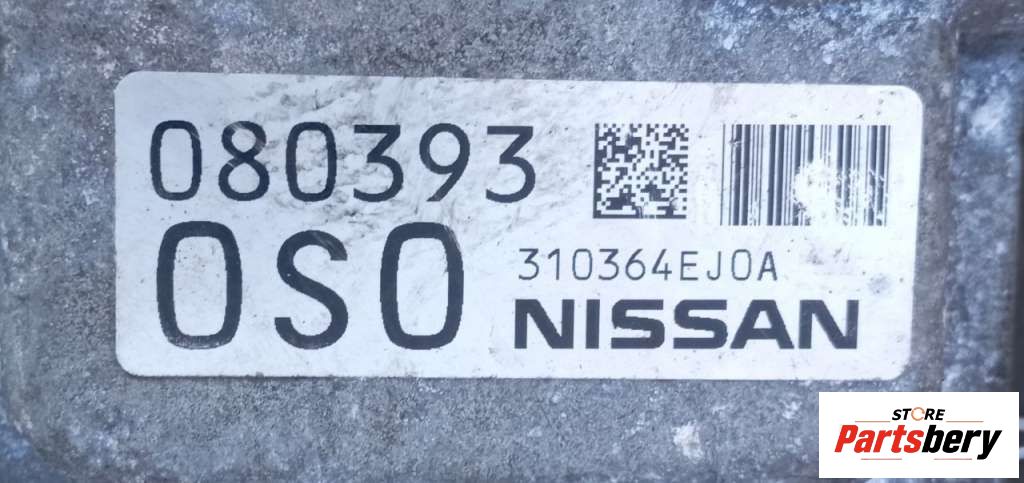 080393
0S0
310364EJ0A
NISSAN
STORE
Partsbery